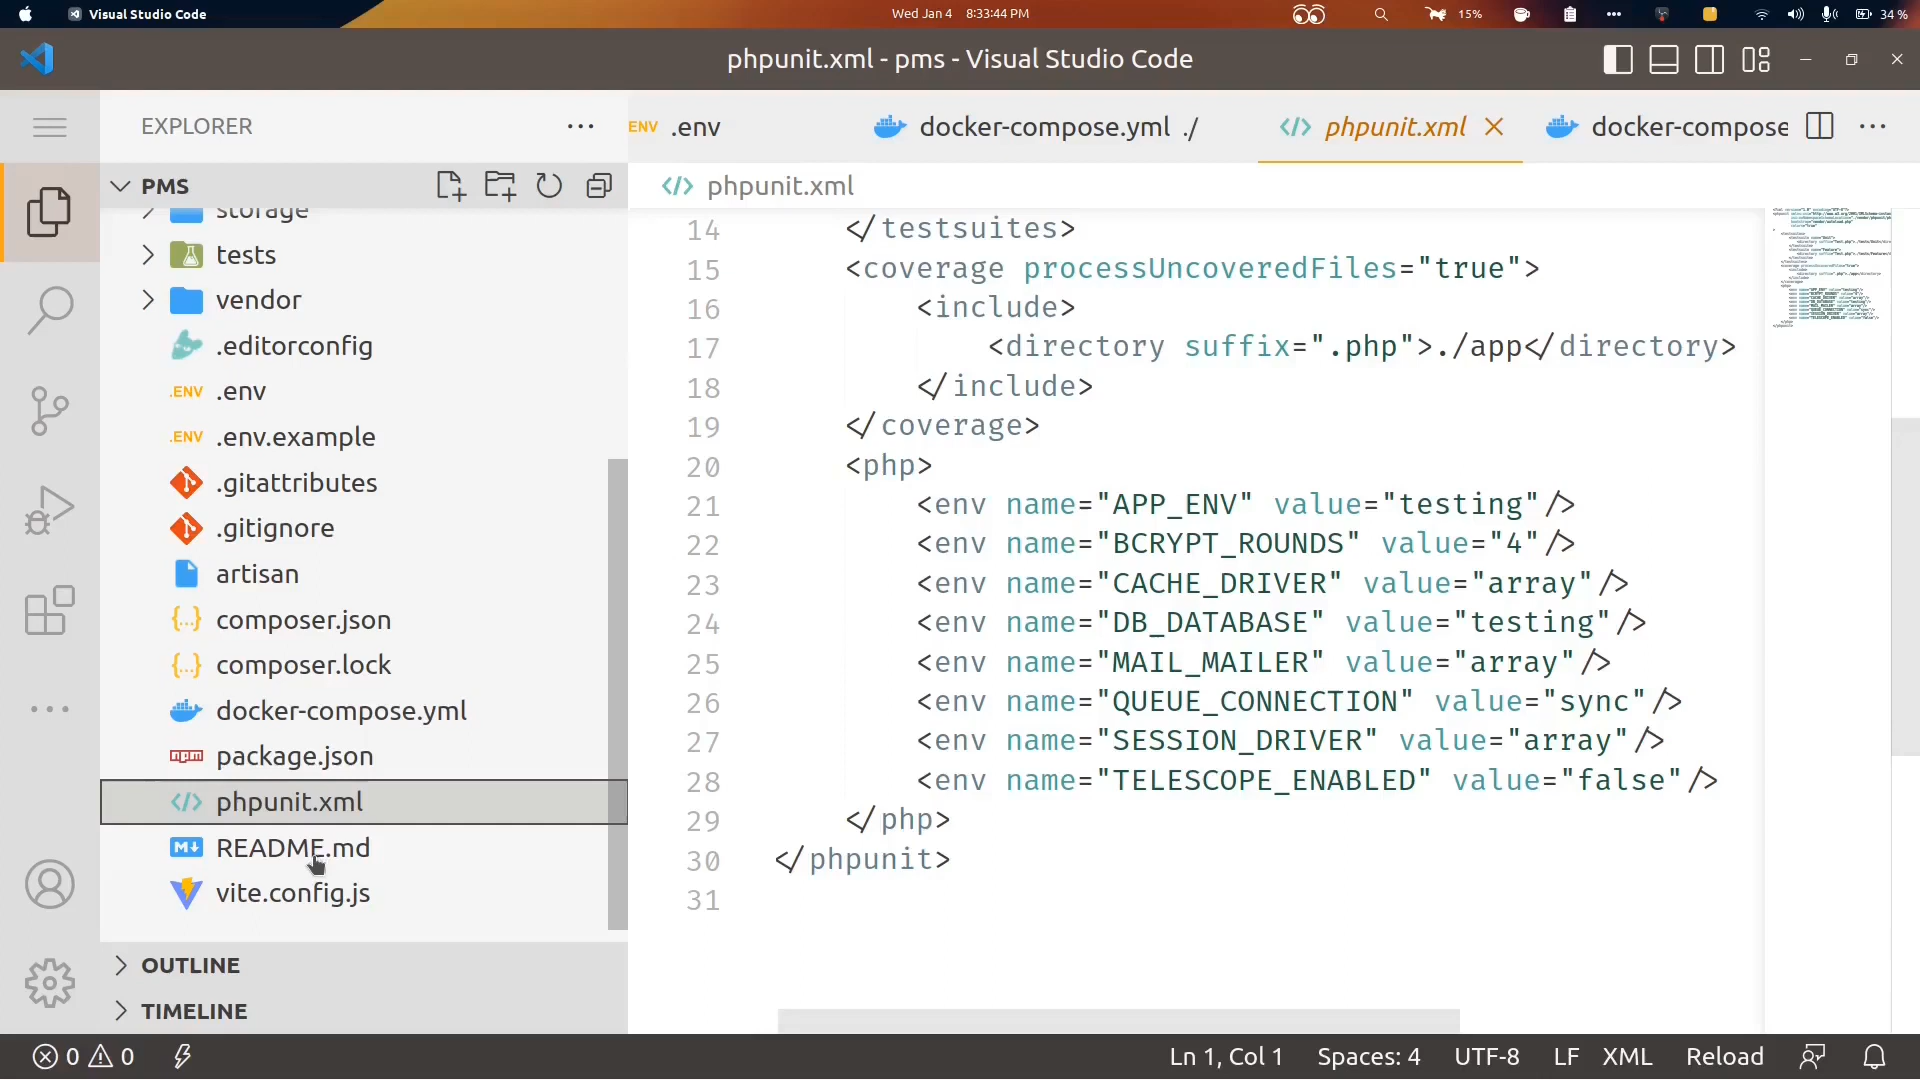 Visual Studio Code
Wed Jan 4 8:33:44 PM
15%
34 %
phpunit.xml - pms - Visual Studio Code
EXPLORER
ENV .env
docker-compose.yml ./
phpunit.xml
docker-compose
PMS
phpunit.xml
storage
tests
vendor
.editorconfig
.ENV .env
.ENV .env.example
.gitattributes
.gitignore
artisan
{...} composer.json
{...} composer.lock
docker-compose.yml
package.json
phpunit.xml
README.md
vite.config.js
OUTLINE
TIMELINE
14 </testsuites>
15 <coverage processUncoveredFiles="true">
16 <include>
17 <directory suffix=".php">./app</directory>
18 </include>
19 </coverage>
20 <php>
21 <env name="APP_ENV" value="testing"/>
22 <env name="BCRYPT_ROUNDS" value="4"/>
23 <env name="CACHE_DRIVER" value="array"/>
24 <env name="DB_DATABASE" value="testing"/>
25 <env name="MAIL_MAILER" value="array"/>
26 <env name="QUEUE_CONNECTION" value="sync"/>
27 <env name="SESSION_DRIVER" value="array"/>
28 <env name="TELESCOPE_ENABLED" value="false"/>
29 </php>
30 </phpunit>
31
0 0
Ln 1, Col 1
Spaces: 4
UTF-8
LF
XML
Reload